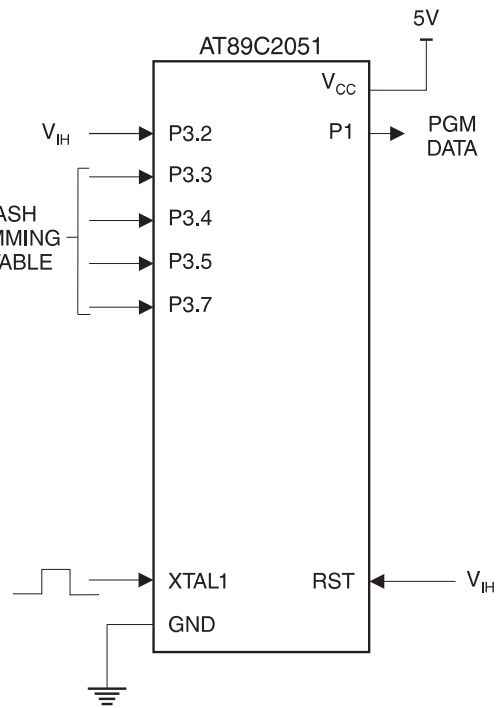 5V
AT89C2051
VCC
VIH
P3.2
P1
PGM
DATA
P3.3
P3.4
P3.5
P3.7
XTAL1
RST
VIH
GND